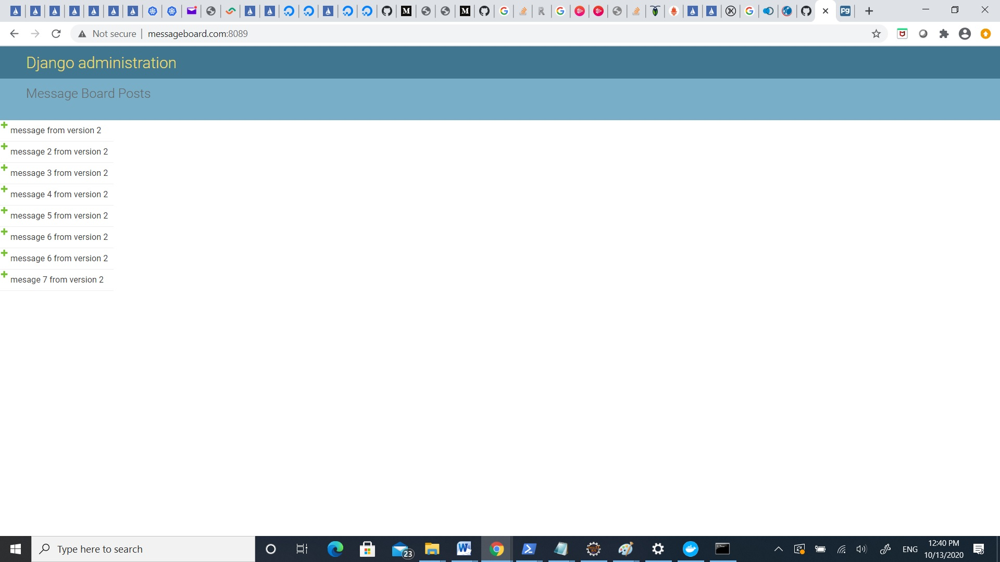 M
M
R
pg
Not secure
messageboard.com:8089
Django administration
Message Board Posts
message from version 2
message 2 from version 2
message 3 from version 2
message 4 from version 2
message 5 from version 2
message 6 from version 2
message 6 from version 2
mesage 7 from version 2
Type here to search
23
ENG
12:40 PM
10/13/2020